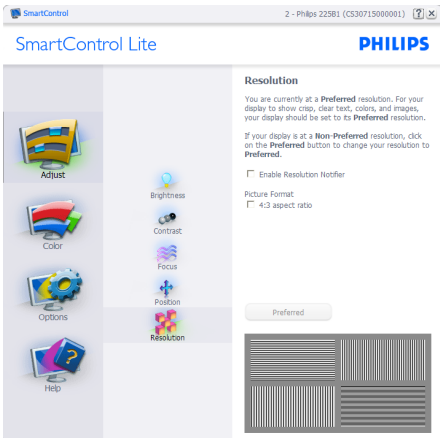 SmartControl
2 - Philips 225B1 (CS30715000001)
SmartControl Lite
PHILIPS
Adjust
Color
Options
Help
Brightness
Contrast
Focus
Position
Resolution
Resolution
You are currently at a Preferred resolution. For your
display to show crisp, clear text, colors, and images,
your display should be set to its Preferred resolution.
If your display is at a Non-Preferred resolution, click
on the Preferred button to change your resolution to
Preferred.
Enable Resolution Notifier
Picture Format
4:3 aspect ratio
Preferred